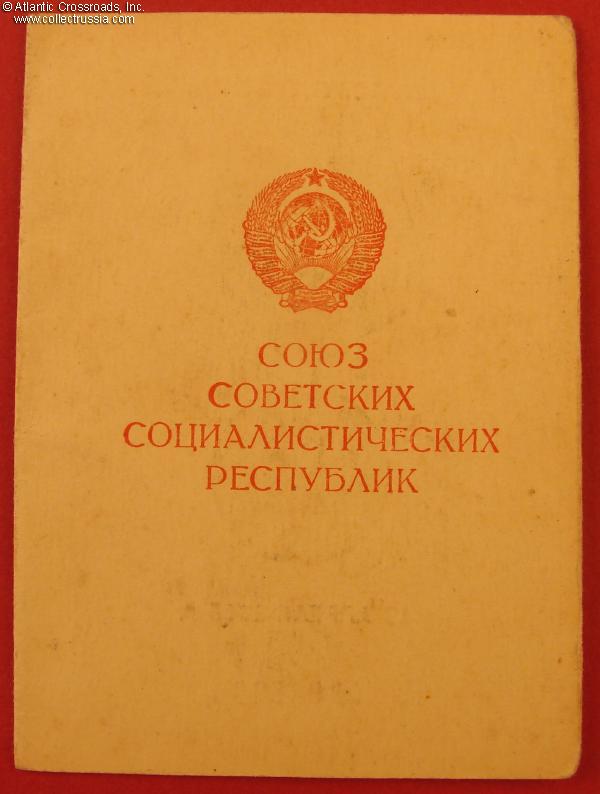 © Atlantic Crossroads, Inc.
www.collectrussia.com
СОЮЗ
СОВЕТСКИХ
СОЦИАЛИСТИЧЕСКИХ
РЕСПУБЛИК